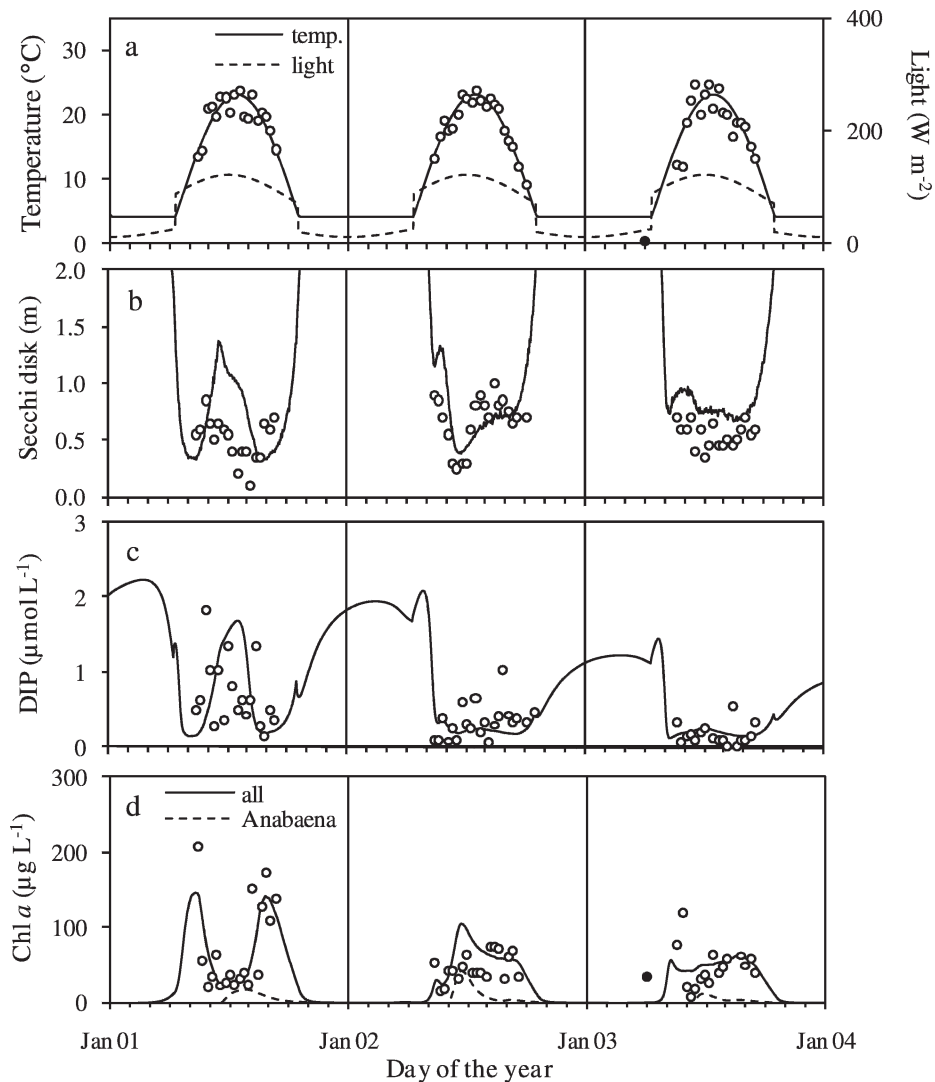 a
temp.
light
30
20
10
0
Temperature (°C)
400
200
0
Light (W m-2)
b
2.0
1.5
1.0
0.5
0.0
Secchi disk (m)
c
3
2
1
0
DIP (µmol L-1)
d
all
Anabaena
300
200
100
0
Chl a (µg L-1)
Jan 01
Jan 02
Jan 03
Jan 04
Day of the year